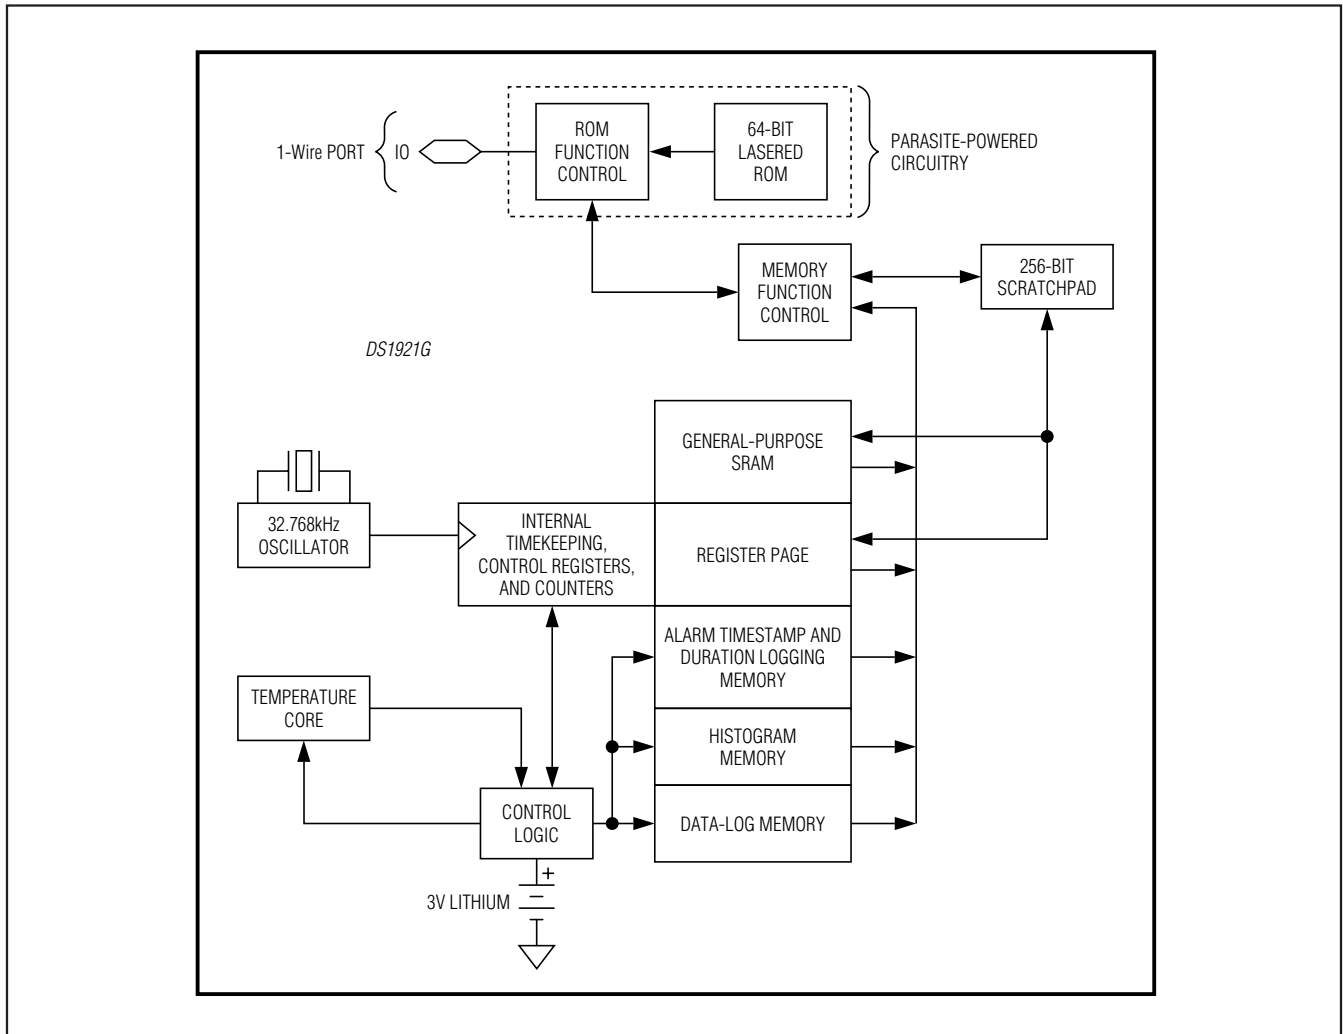 1-Wire PORT
IO
ROM
FUNCTION
CONTROL
64-BIT
LASERED
ROM
PARASITE-POWERED
CIRCUITRY
MEMORY
FUNCTION
CONTROL
256-BIT
SCRATCHPAD
DS1921G
GENERAL-PURPOSE
SRAM
32.768kHz
OSCILLATOR
INTERNAL
TIMEKEEPING,
CONTROL REGISTERS,
AND COUNTERS
REGISTER PAGE
ALARM TIMESTAMP AND
DURATION LOGGING
MEMORY
TEMPERATURE
CORE
HISTOGRAM
MEMORY
CONTROL
LOGIC
DATA-LOG MEMORY
+
3V LITHIUM